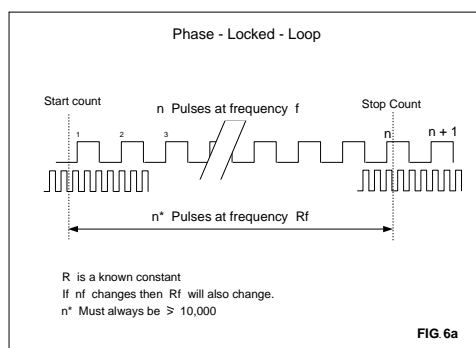 Phase - Locked - Loop
n Pulses at frequency f
Start count
Stop Count
1 2 3 n n + 1
n* Pulses at frequency Rf
R is a known constant
If nf changes then Rf will also change.
n* Must always be ⩾ 10,000
FIG.6a